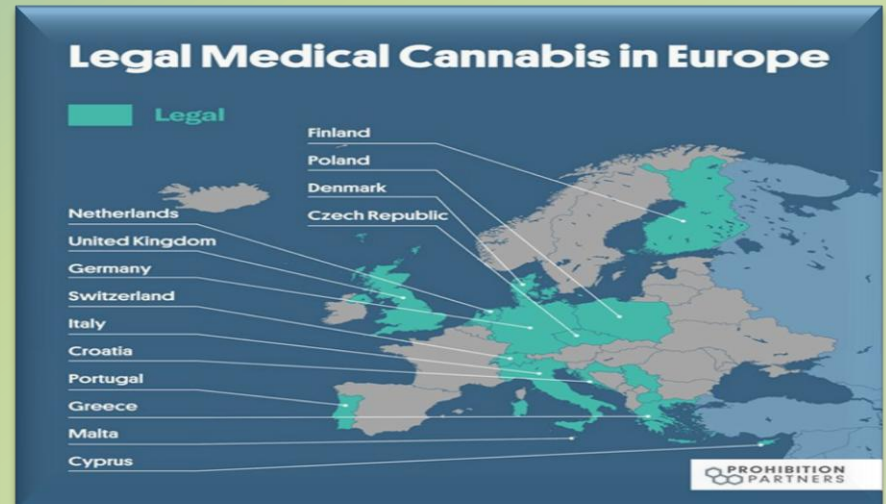 Legal Medical Cannabis in Europe
Legal
Finland
Poland
Denmark
Czech Republic
Netherlands
United Kingdom
Germany
Switzerland
Italy
Croatia
Portugal
Greece
Malta
Cyprus
PROHIBITION
PARTNERS